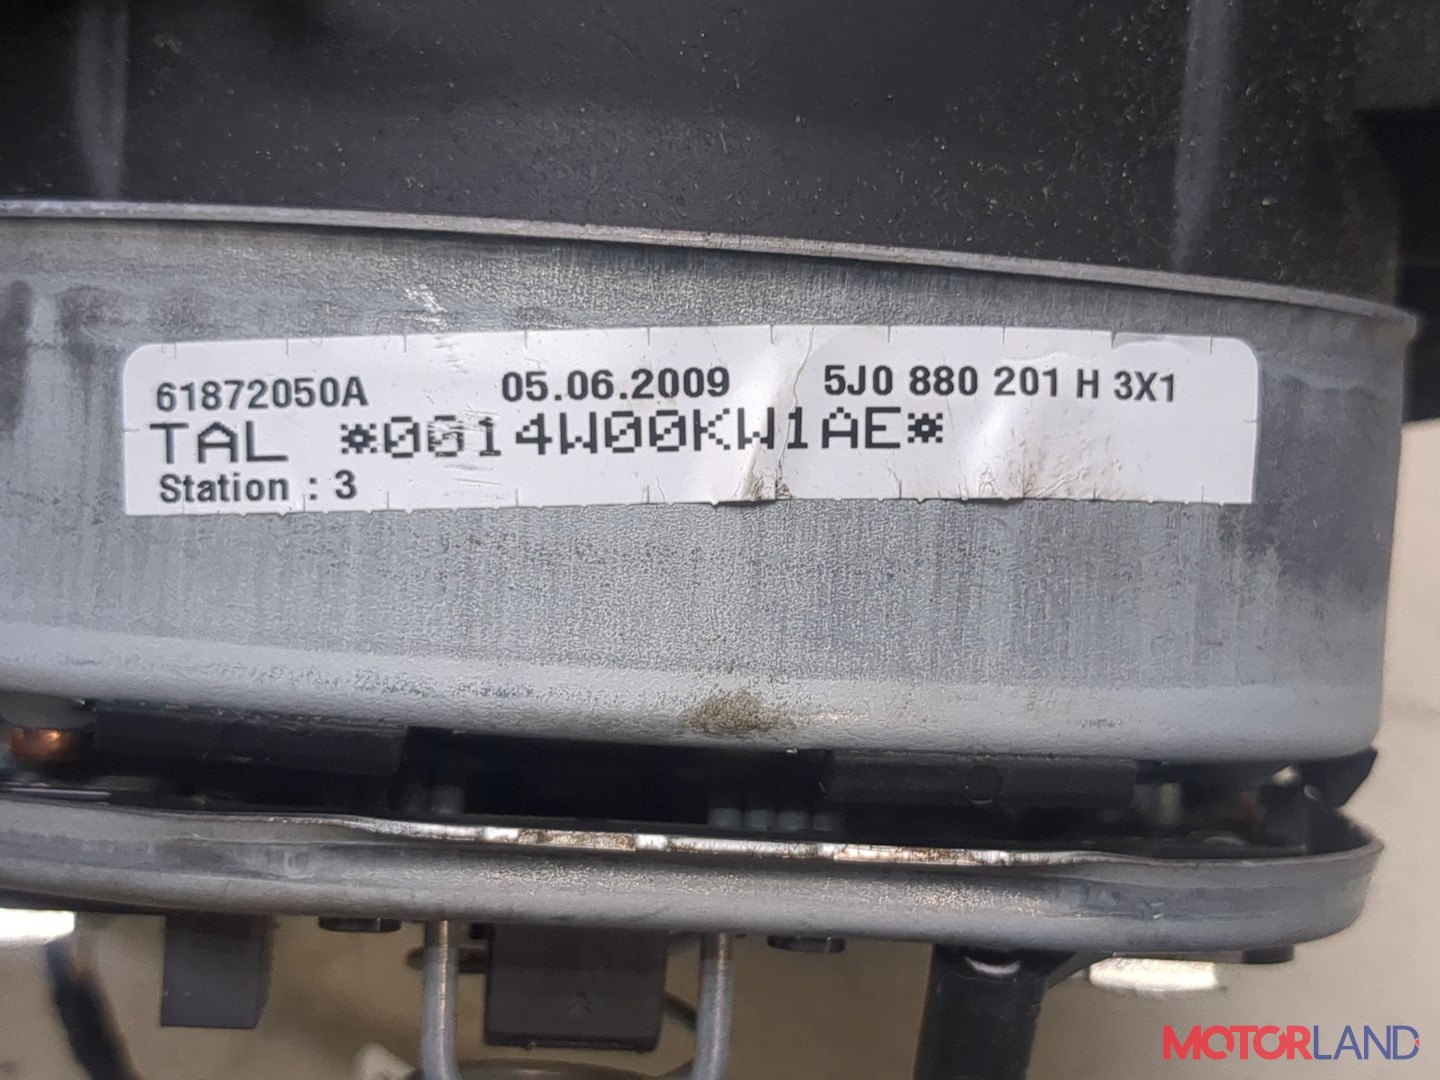 61872050A 05.06.2009 5J0 880 201 H 3X1
TAL *0014W00KW1AE*
Station : 3
MOTORLAND